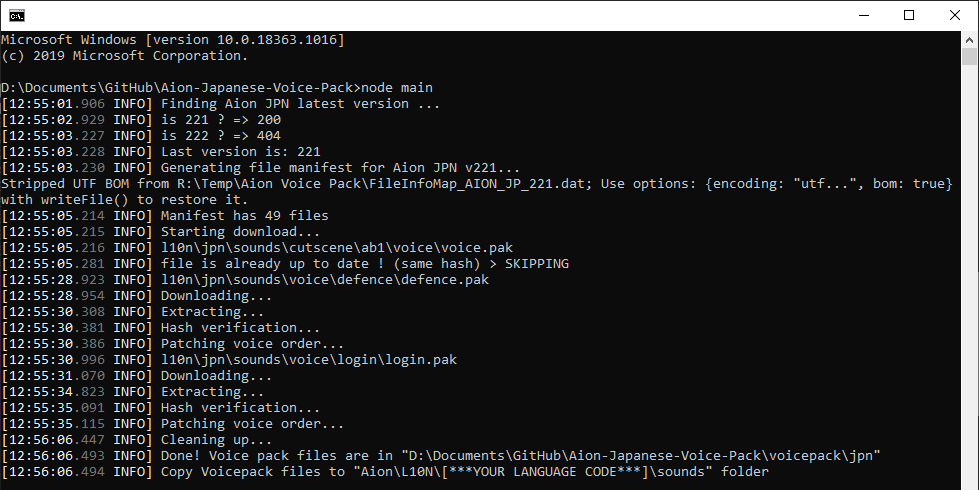 C:\.
Microsoft Windows [version 10.0.18363.1016]
(c) 2019 Microsoft Corporation.
D:\Documents\GitHub\Aion-Japanese-Voice-Pack>node main
[12:55:01.906 INFO] Finding Aion JPN latest version ...
[12:55:02.929 INFO] is 221 ? => 200
[12:55:03.227 INFO] is 222 ? => 404
[12:55:03.228 INFO] Last version is: 221
[12:55:03.230 INFO] Generating file manifest for Aion JPN v221...
Stripped UTF BOM from R:\Temp\Aion Voice Pack\FileInfoMap_AION_JP_221.dat; Use options: {encoding: "utf...", bom: true}
with writeFile() to restore it.
[12:55:05.214 INFO] Manifest has 49 files
[12:55:05.215 INFO] Starting download...
[12:55:05.216 INFO] l10n\jpn\sounds\cutscene\ab1\voice\voice.pak
[12:55:05.281 INFO] file is already up to date ! (same hash) > SKIPPING
[12:55:28.923 INFO] l10n\jpn\sounds\voice\defence\defence.pak
[12:55:28.954 INFO] Downloading...
[12:55:30.308 INFO] Extracting...
[12:55:30.381 INFO] Hash verification...
[12:55:30.386 INFO] Patching voice order...
[12:55:30.996 INFO] l10n\jpn\sounds\voice\login\login.pak
[12:55:31.070 INFO] Downloading...
[12:55:34.823 INFO] Extracting...
[12:55:35.091 INFO] Hash verification...
[12:55:35.115 INFO] Patching voice order...
[12:56:06.447 INFO] Cleaning up...
[12:56:06.493 INFO] Done! Voice pack files are in "D:\Documents\GitHub\Aion-Japanese-Voice-Pack\voicepack\jpn"
[12:56:06.494 INFO] Copy Voicepack files to "Aion\L10N\[***YOUR LANGUAGE CODE***]\sounds" folder